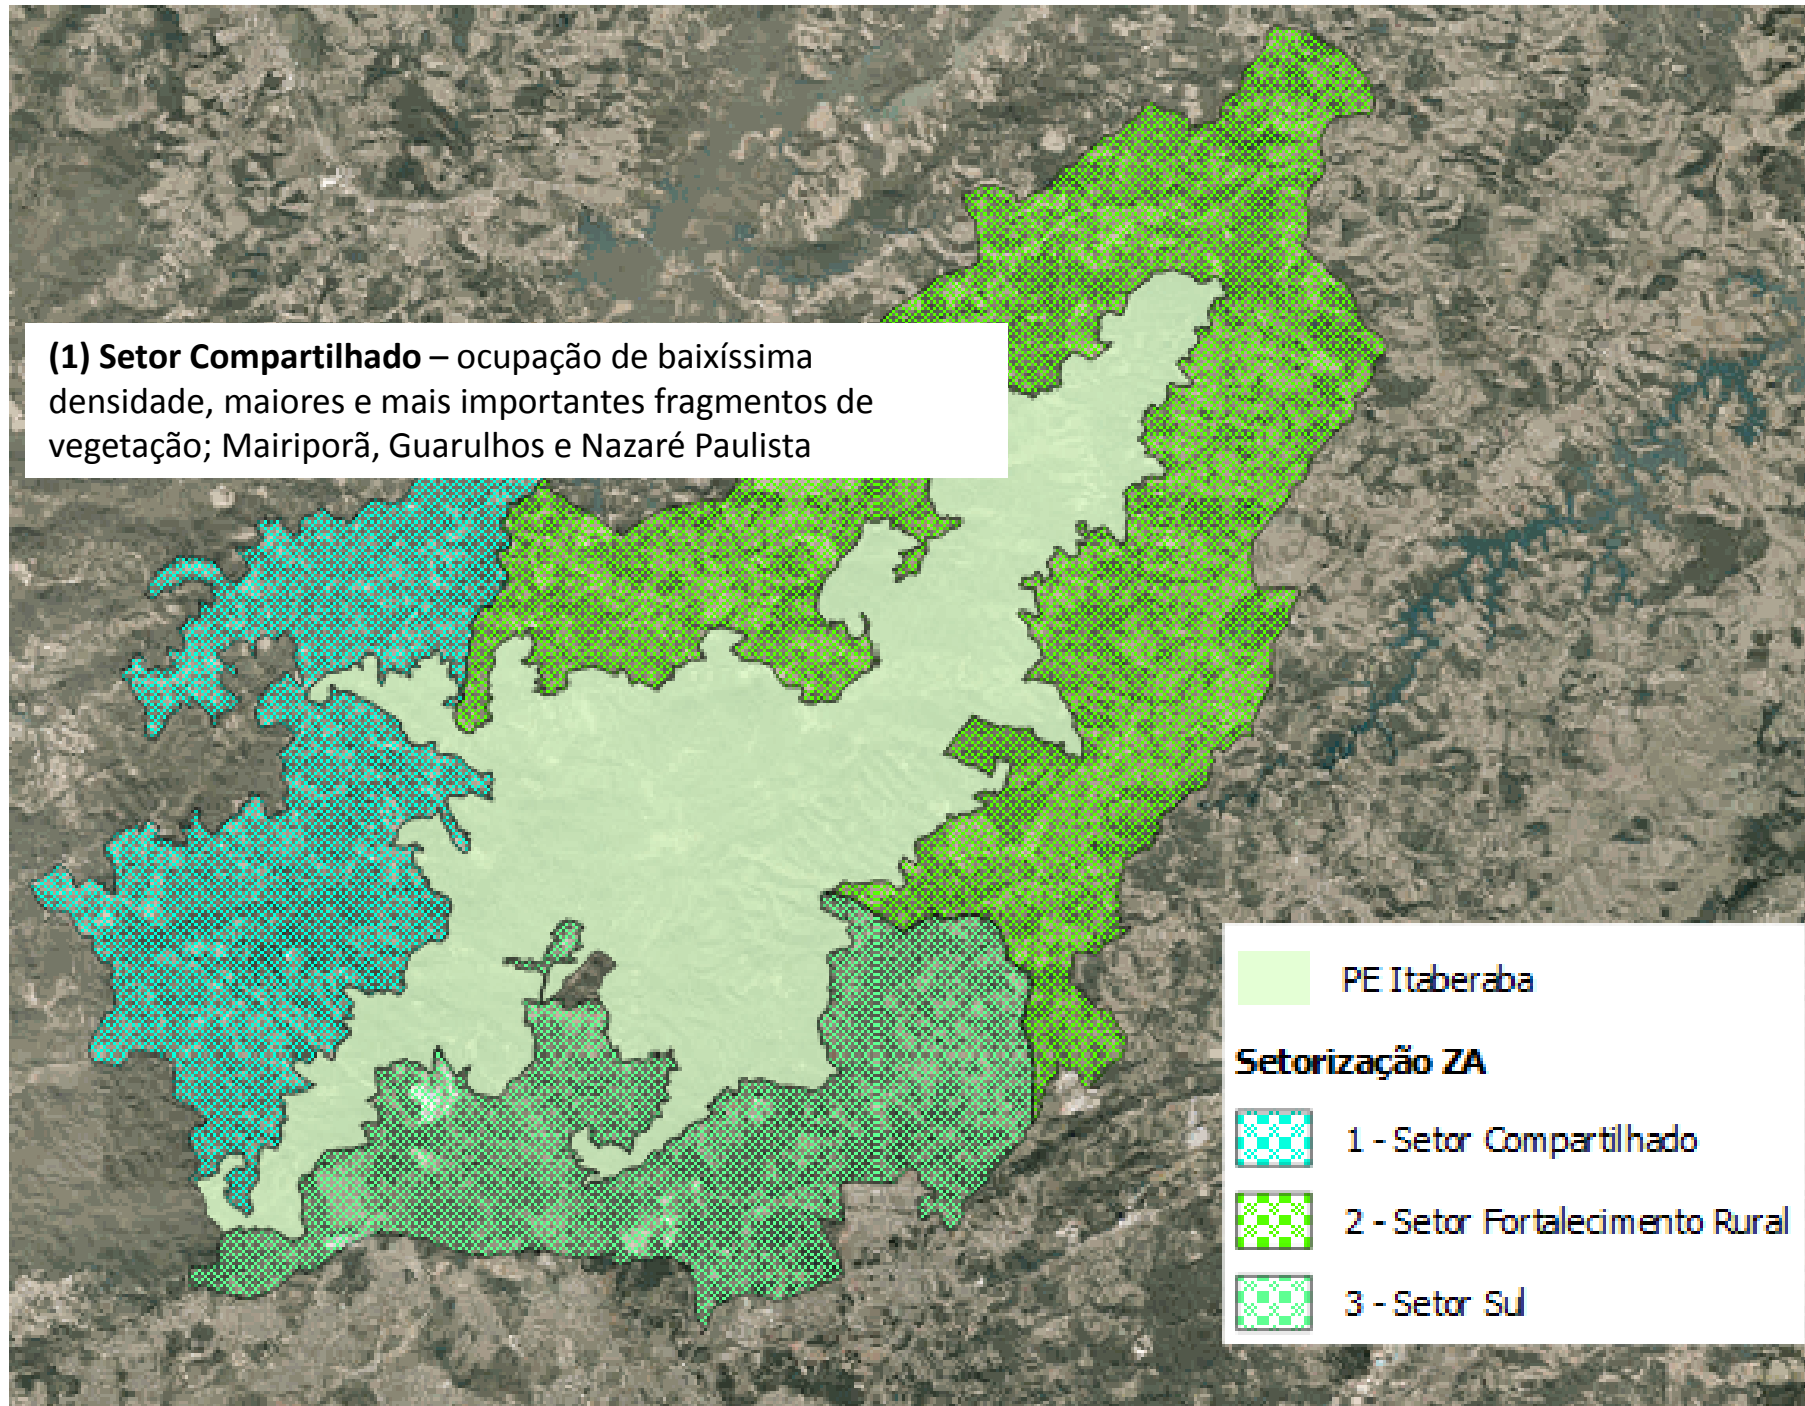 (1) Setor Compartilhado – ocupação de baixíssima
densidade, maiores e mais importantes fragmentos de
vegetação; Mairiporã, Guarulhos e Nazaré Paulista
PE Itaberaba
Setorização ZA
1 - Setor Compartilhado
2 - Setor Fortalecimento Rural
3 - Setor Sul